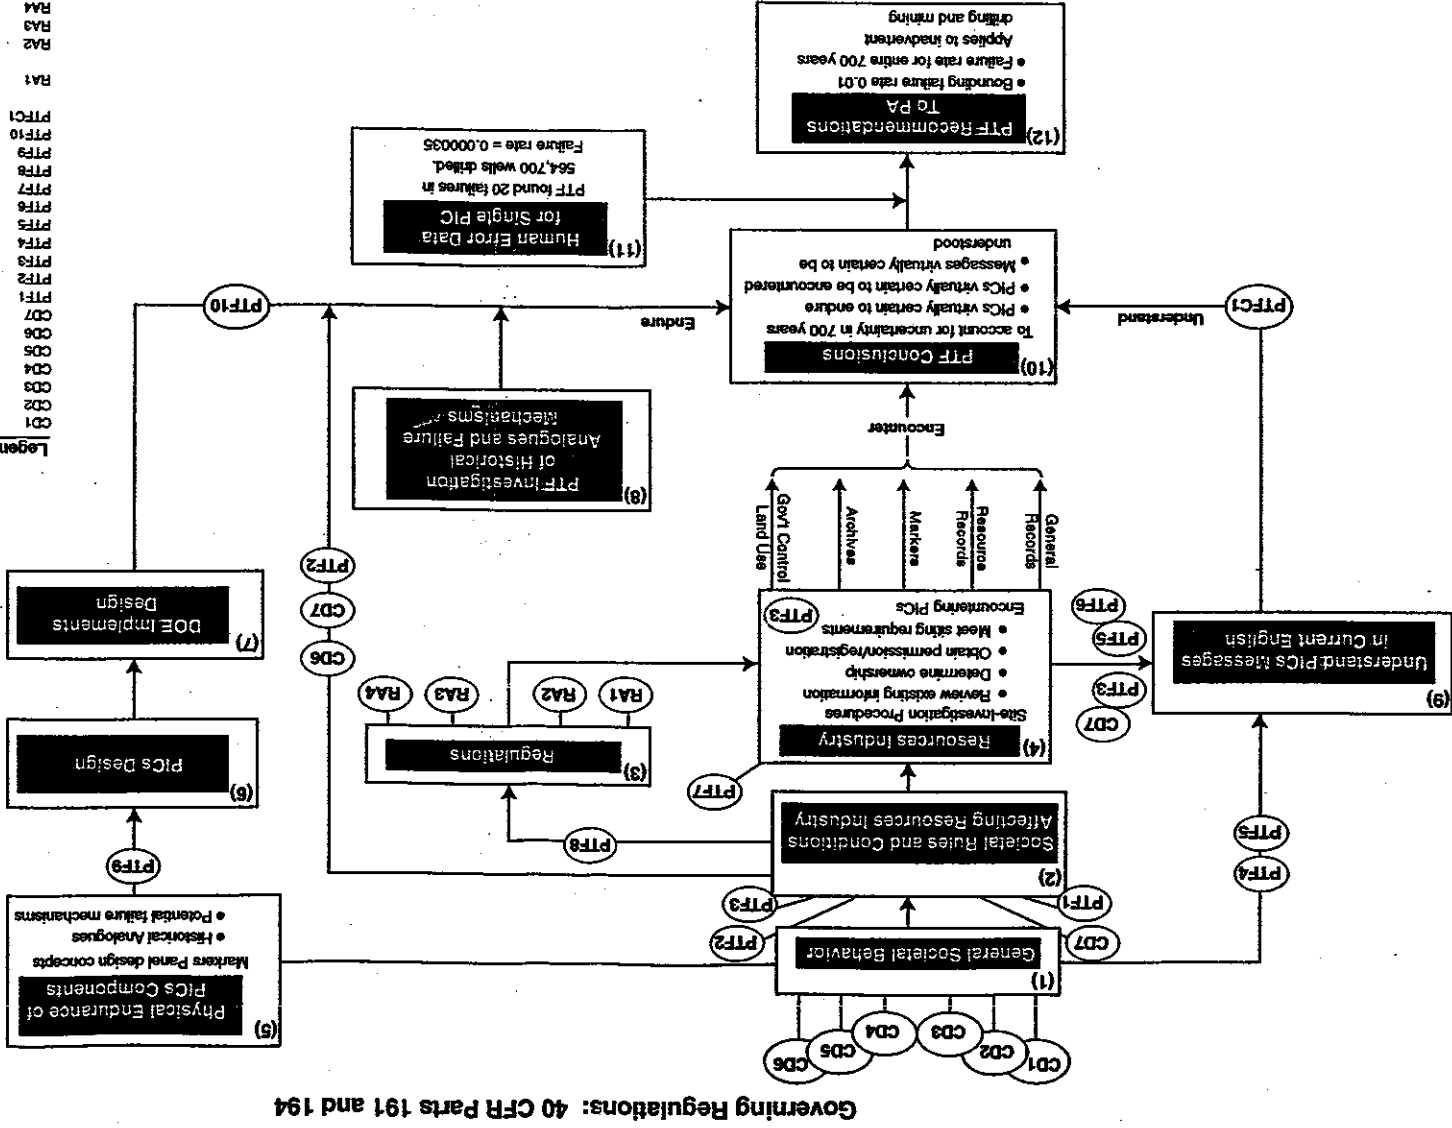 Governing Regulations: 40 CFR Parts 191 and 194
CD1
CD2
CD3
CD4
CD5
CD6
(1)
General Societal Behavior
CD7
PTF1
PTF2
PTF3
(5)
Physical Endurance of
PICs Components
Markers Panel design concepts
• Historical Analogues
• Potential failure mechanisms
PTF4
PTF5
(2)
Societal Rules and Conditions
Affecting Resources Industry
PTF8
PTF9
PTF7
(3)
Regulations
RA1
RA2
RA3
RA4
(6)
PICs Design
(4)
Resources Industry
Site-Investigation Procedures
• Review existing information
• Determine ownership
• Obtain permission/registration
• Meet siting requirements
Encountering PICs
PTF3
CD7
PTF3
PTF5
PTF6
(9)
Understand PICs Messages
in Current English
CD6
CD7
PTF2
(7)
DOE Implements
Design
General
Records
Resource
Records
Markers
Archives
Gov't Control
Land Use
Encounter
(8)
PTF Investigation
of Historical
Analogues and Failure
Mechanisms
PTFC1
Understand
(10)
PTF Conclusions
To account for uncertainty in 700 years
• PICs virtually certain to endure
• PICs virtually certain to be encountered
• Messages virtually certain to be
understood
Endure
PTF10
(11)
Human Error Data
for Single PIC
PTF found 20 failures in
564,700 wells drilled.
Failure rate = 0.000035
(12)
PTF Recommendations
To PA
• Bounding failure rate 0.01
• Failure rate for entire 700 years
Applies to inadvertent
drilling and mining
CD1
CD2
CD3
CD4
CD5
CD6
CD7
PTF1
PTF2
PTF3
PTF4
PTF5
PTF6
PTF7
PTF8
PTF9
PTF10
PTFC1
RA1
RA2
RA3
RA4